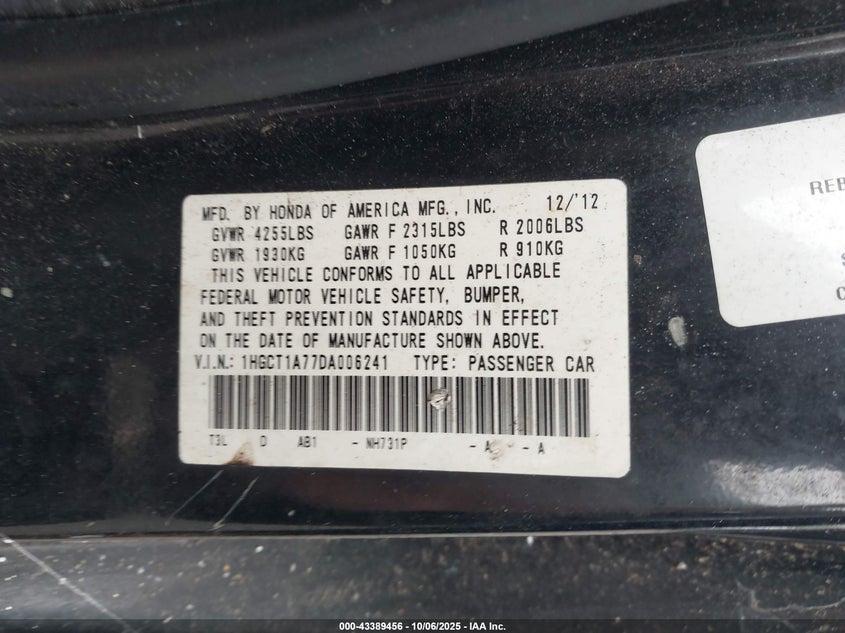 MFD. BY HONDA OF AMERICA MFG., INC. 12/'12
GVWR 4255LBS GAWR F 2315LBS R 2006LBS
GVWR 1930KG GAWR F 1050KG R 910KG
THIS VEHICLE CONFORMS TO ALL APPLICABLE
FEDERAL MOTOR VEHICLE SAFETY, BUMPER,
AND THEFT PREVENTION STANDARDS IN EFFECT
ON THE DATE OF MANUFACTURE SHOWN ABOVE.
V.I.N.: 1HGCT1A77DA006241 TYPE: PASSENGER CAR
T3L D AB1 - NH731P - A - A
REB
S
C
000-43389456 - 10/06/2025 - IAA Inc.